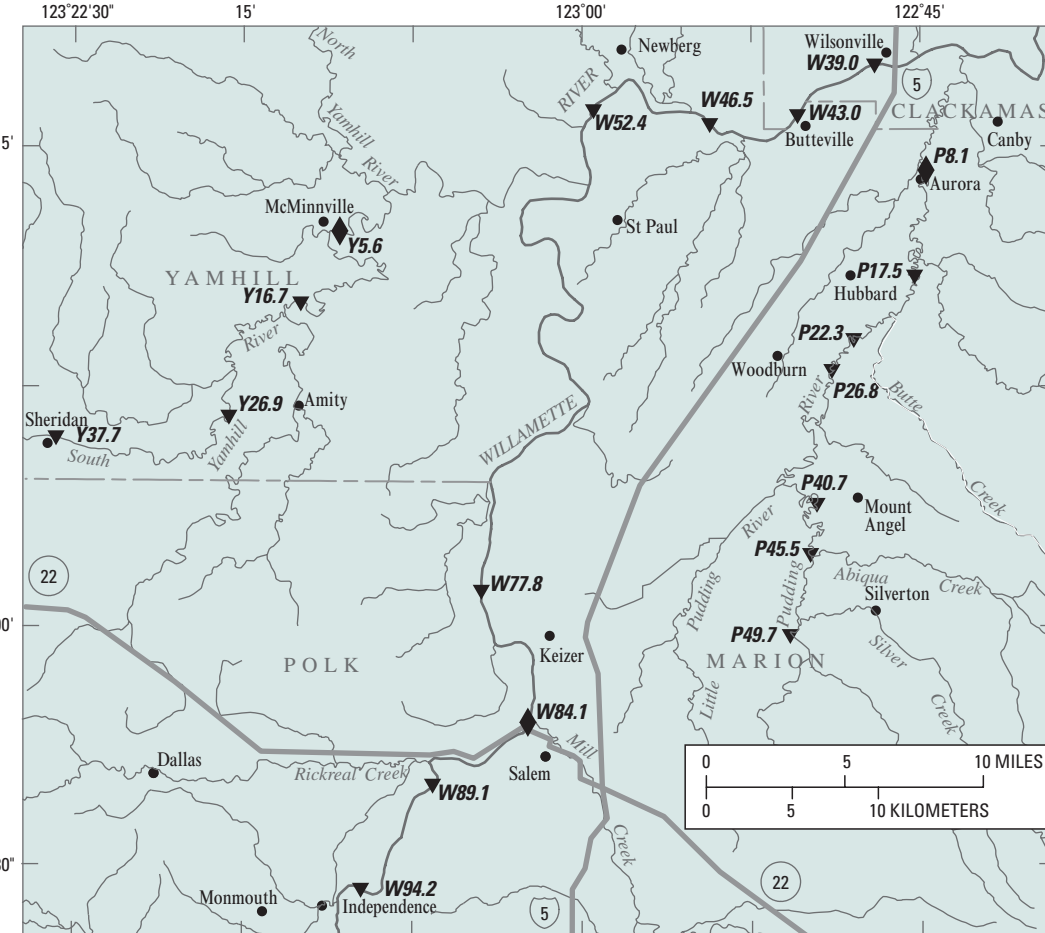 123°22'30"
15'
123°00'
122°45'
North
Newberg
Wilsonville
W39.0
5
RIVER
W46.5
W43.0
CLACKAMAS
W52.4
Butteville
Canby
5'
Yamhill
River
P8.1
Aurora
McMinnville
Y5.6
St Paul
YAMHILL
Y16.7
P17.5
Hubbard
River
P22.3
Woodburn
River
P26.8
Butte
Sheridan
Y37.7
Y26.9
Amity
South
Yamhill
WILLAMETTE
P40.7
Mount
Angel
Creek
River
P45.5
Abiqua
Creek
22
W77.8
Pudding
Pudding
Silverton
00'
Keizer
P49.7
Silver
POLK
MARION
Little
Creek
W84.1
Mill
Dallas
Rickreal Creek
Salem
W89.1
0
5
10 MILES
0
5
10 KILOMETERS
Creek
30"
W94.2
Monmouth
Independence
5
22